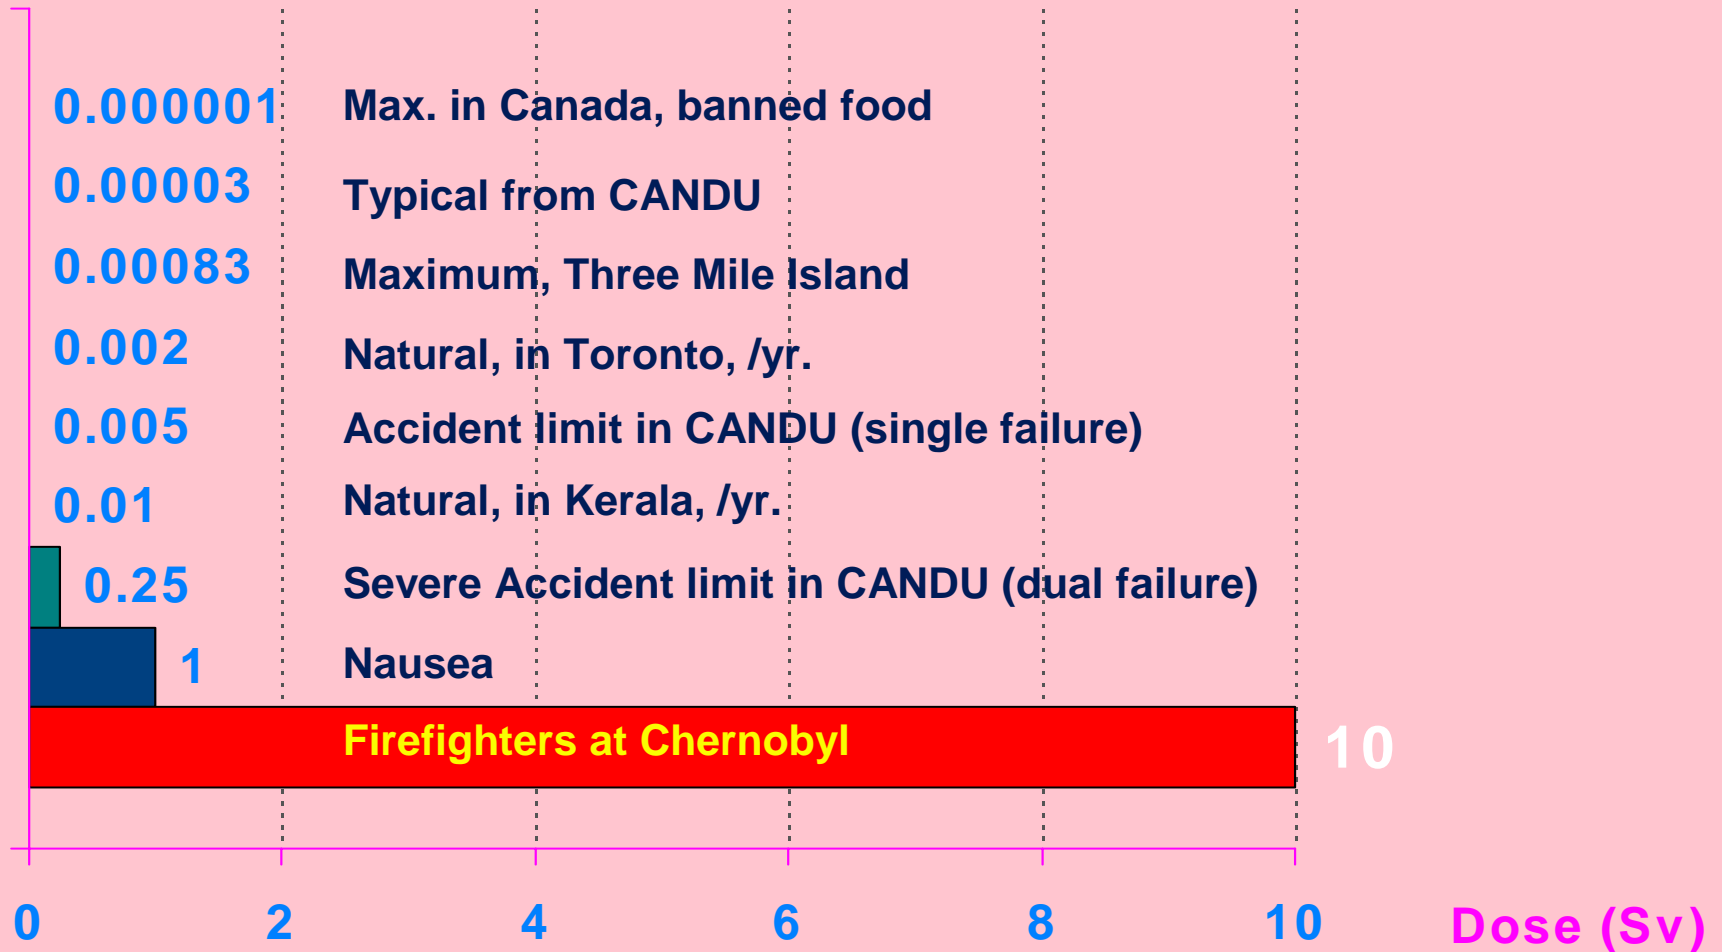 0.000001 Max. in Canada, banned food
0.00003 Typical from CANDU
0.00083 Maximum, Three Mile Island
0.002 Natural, in Toronto, /yr.
0.005 Accident limit in CANDU (single failure)
0.01 Natural, in Kerala, /yr.
0.25 Severe Accident limit in CANDU (dual failure)
1 Nausea
Firefighters at Chernobyl 10
0 2 4 6 8 10 Dose (Sv)